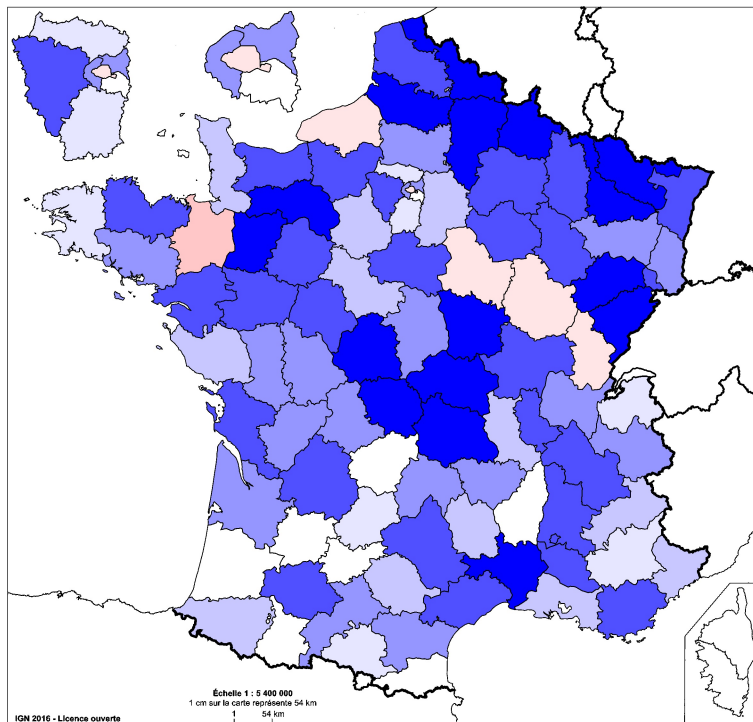 Échelle 1 : 5 400 000
1 cm sur la carte représente 54 km
1 54 km
IGN 2016 - Licence ouverte